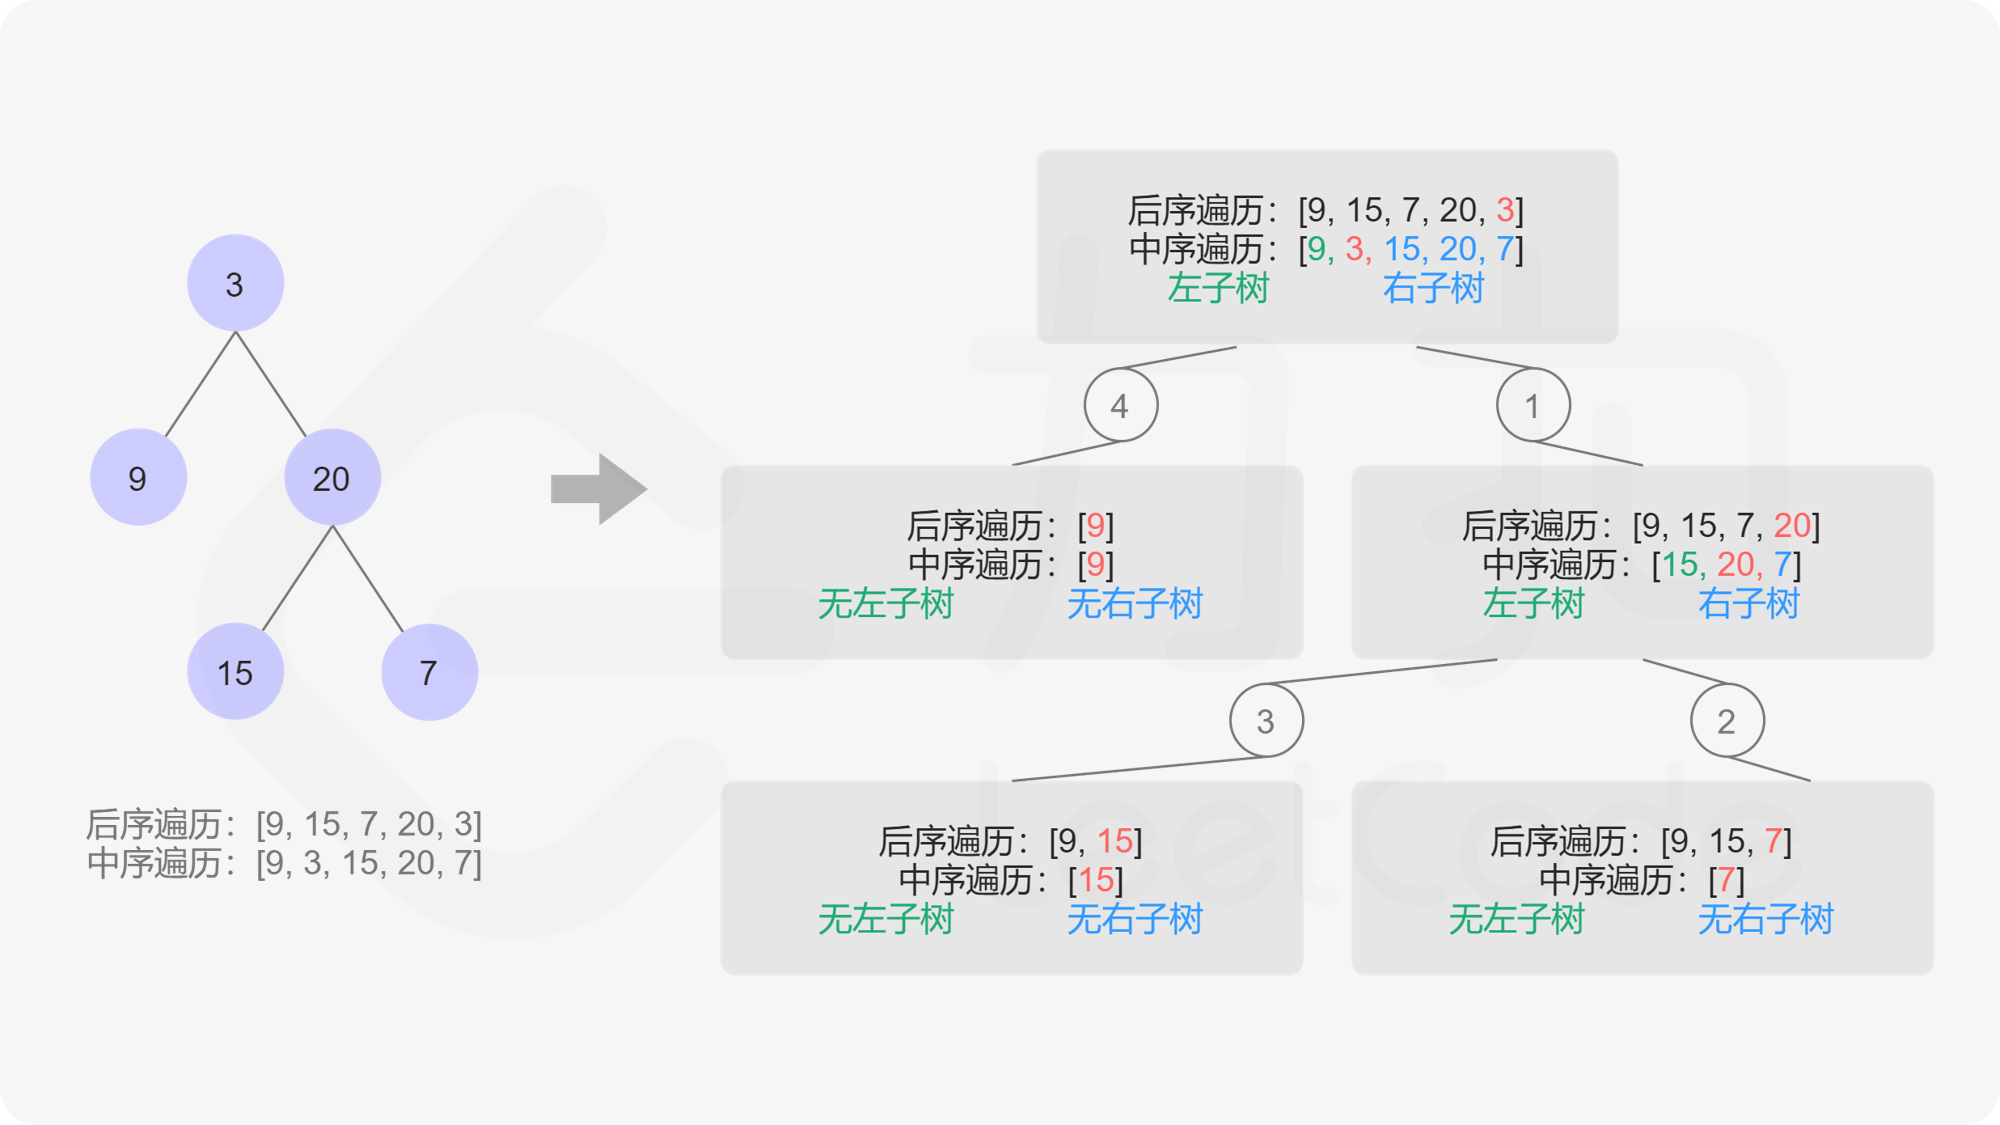 3
9
20
15
7
后序遍历：[9, 15, 7, 20, 3]
中序遍历：[9, 3, 15, 20, 7]
后序遍历：[9, 15, 7, 20, 3]
中序遍历：[9, 3, 15, 20, 7]
左子树 右子树
4
1
后序遍历：[9]
中序遍历：[9]
无左子树 无右子树
后序遍历：[9, 15, 7, 20]
中序遍历：[15, 20, 7]
左子树 右子树
3
2
后序遍历：[9, 15]
中序遍历：[15]
无左子树 无右子树
后序遍历：[9, 15, 7]
中序遍历：[7]
无左子树 无右子树
力扣
LeetCode